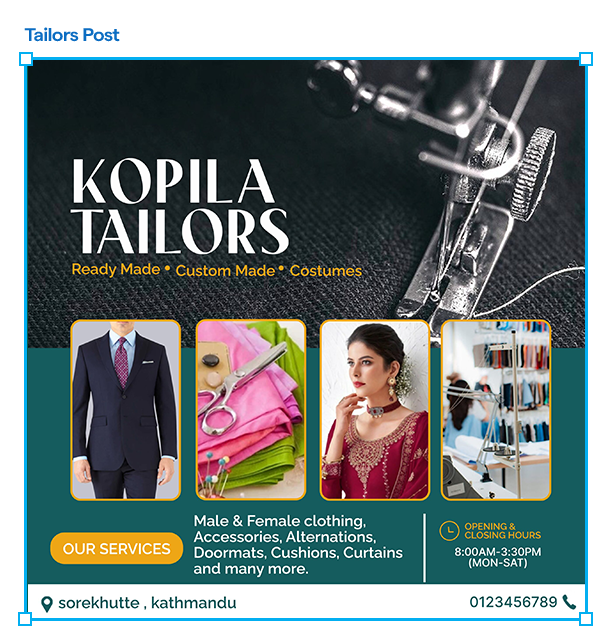 Tailors Post
KOPILA
TAILORS
Ready Made • Custom Made • Costumes
OUR SERVICES
Male & Female clothing,
Accessories, Alternations,
Doormats, Cushions, Curtains
and many more.
OPENING &
CLOSING HOURS
8:00AM-3:30PM
(MON-SAT)
sorekhutte , kathmandu
0123456789